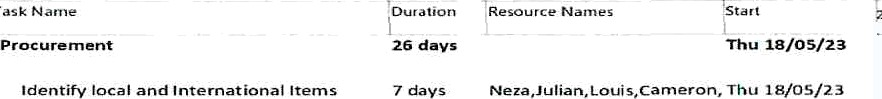 ask Name Duration Resource Names Start
Procurement 26 days Thu 18/05/23
Identify local and International Items 7 days Neza,Julian,Louis,Cameron, Thu 18/05/23